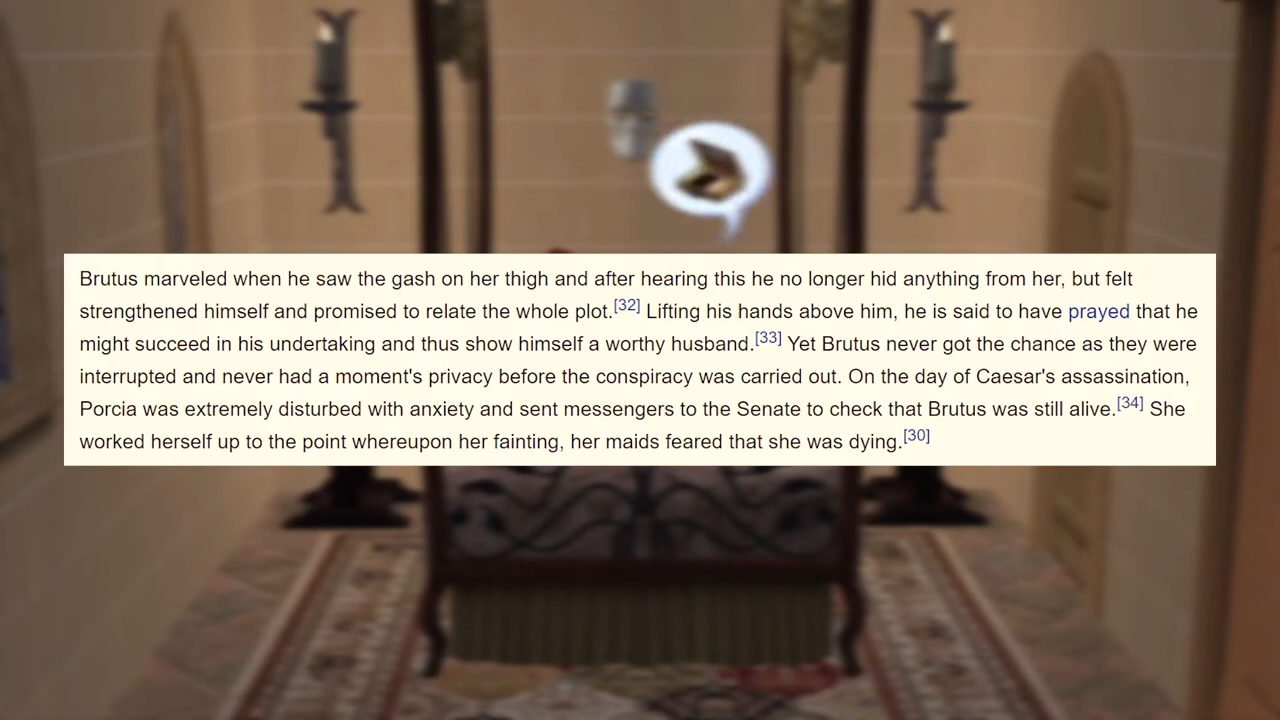 Brutus marveled when he saw the gash on her thigh and after hearing this he no longer hid anything from her, but felt
strengthened himself and promised to relate the whole plot.[32] Lifting his hands above him, he is said to have prayed that he
might succeed in his undertaking and thus show himself a worthy husband.[33] Yet Brutus never got the chance as they were
interrupted and never had a moment's privacy before the conspiracy was carried out. On the day of Caesar's assassination,
Porcia was extremely disturbed with anxiety and sent messengers to the Senate to check that Brutus was still alive.[34] She
worked herself up to the point whereupon her fainting, her maids feared that she was dying.[30]